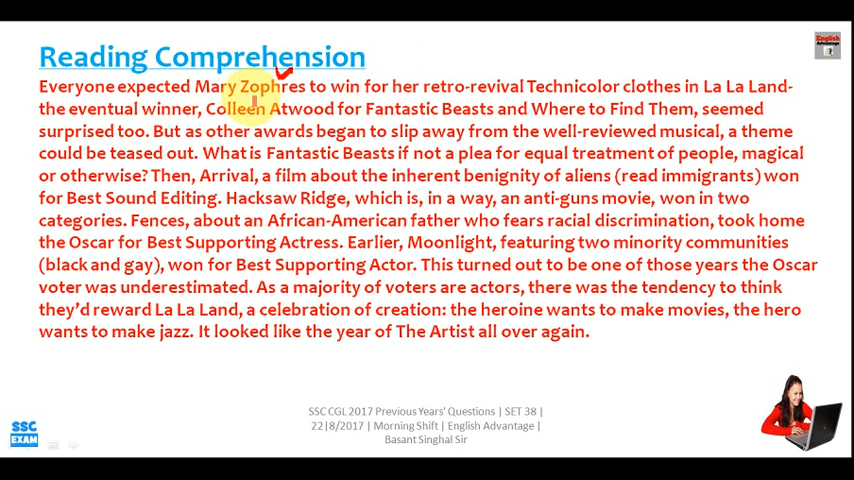 Reading Comprehension
English
Advantage
Everyone expected Mary Zophres to win for her retro-revival Technicolor clothes in La La Land-
the eventual winner, Colleen Atwood for Fantastic Beasts and Where to Find Them, seemed
surprised too. But as other awards began to slip away from the well-reviewed musical, a theme
could be teased out. What is Fantastic Beasts if not a plea for equal treatment of people, magical
or otherwise? Then, Arrival, a film about the inherent benignity of aliens (read immigrants) won
for Best Sound Editing. Hacksaw Ridge, which is, in a way, an anti-guns movie, won in two
categories. Fences, about an African-American father who fears racial discrimination, took home
the Oscar for Best Supporting Actress. Earlier, Moonlight, featuring two minority communities
(black and gay), won for Best Supporting Actor. This turned out to be one of those years the Oscar
voter was underestimated. As a majority of voters are actors, there was the tendency to think
they'd reward La La Land, a celebration of creation: the heroine wants to make movies, the hero
wants to make jazz. It looked like the year of The Artist all over again.
SSC CGL 2017 Previous Years' Questions | SET 38 |
22|8/2017 | Morning Shift | English Advantage |
Basant Singhal Sir
SSC
EXAM